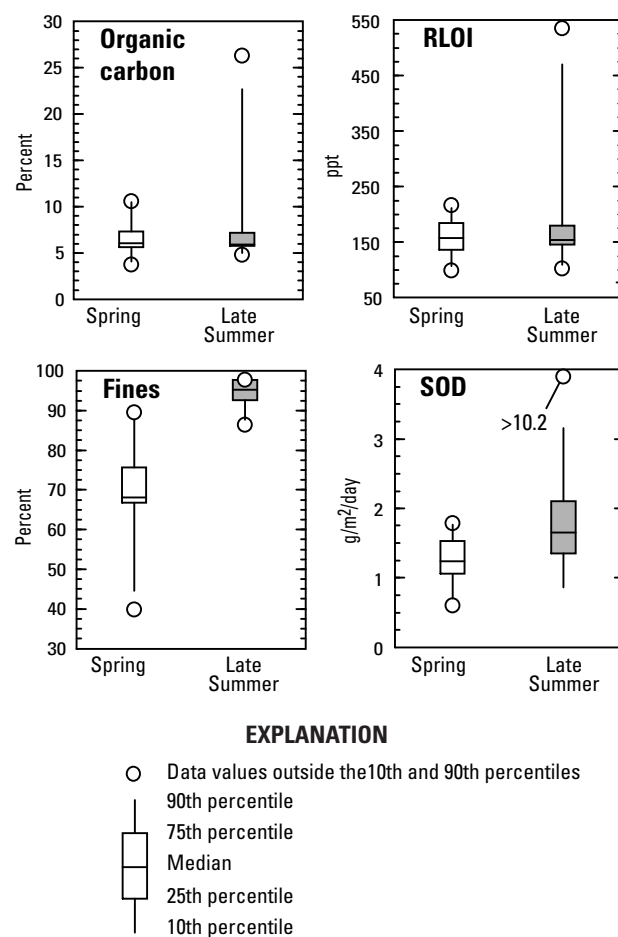 Organic
carbon
Percent
30
25
20
15
10
5
0
Spring
Late
Summer
RLOI
ppt
550
450
350
250
150
50
Spring
Late
Summer
Fines
Percent
100
90
80
70
60
50
40
30
Spring
Late
Summer
SOD
g/m²/day
4
3
2
1
0
>10.2
Spring
Late
Summer
EXPLANATION
Data values outside the10th and 90th percentiles
90th percentile
75th percentile
Median
25th percentile
10th percentile